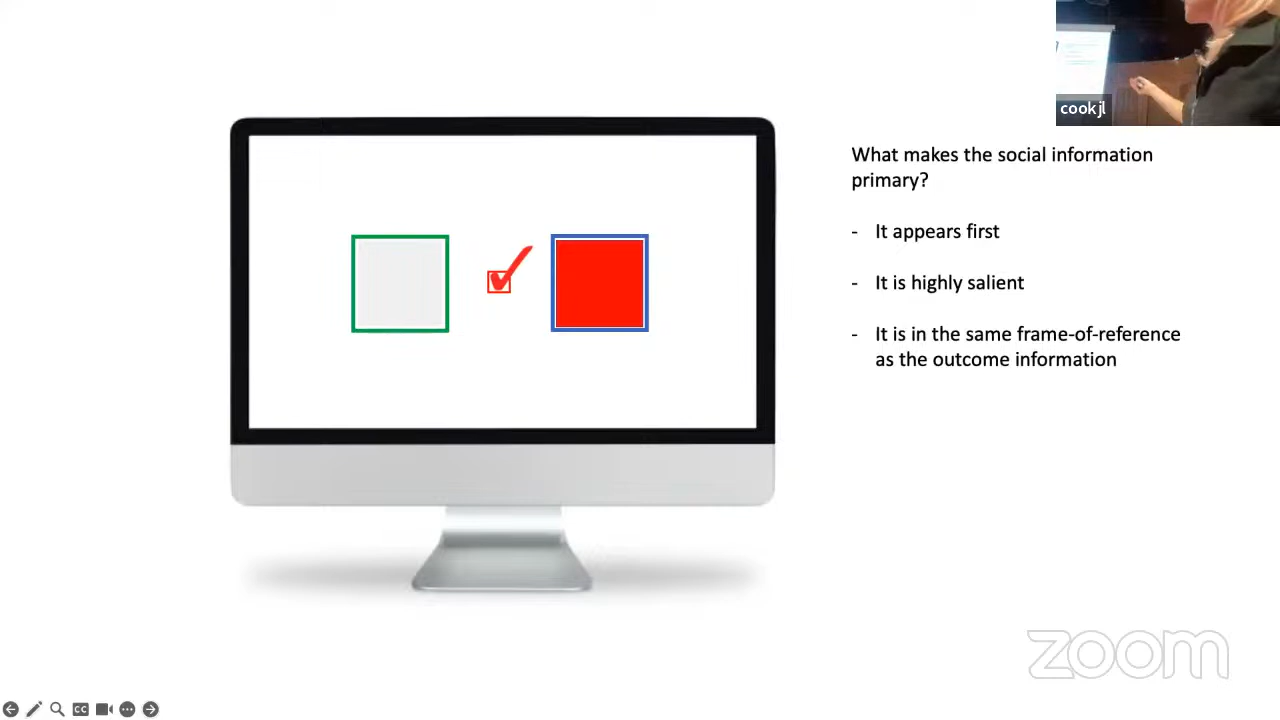 cookjl
What makes the social information
primary?
- It appears first
- It is highly salient
- It is in the same frame-of-reference
as the outcome information
zoom
CC